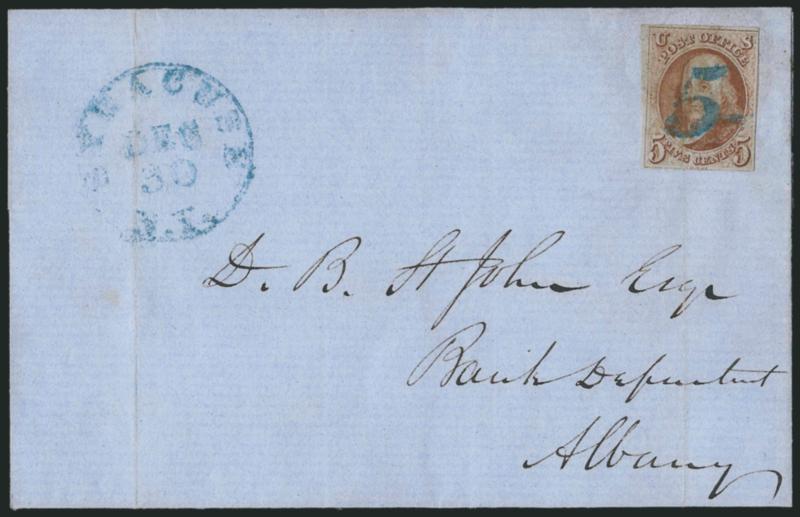 SYRACUSE
DEC
30
N.Y.
U S
POST OFFICE
5
FIVE CENTS
5 5
D. B. St John Esqr
Bank Department
Albany